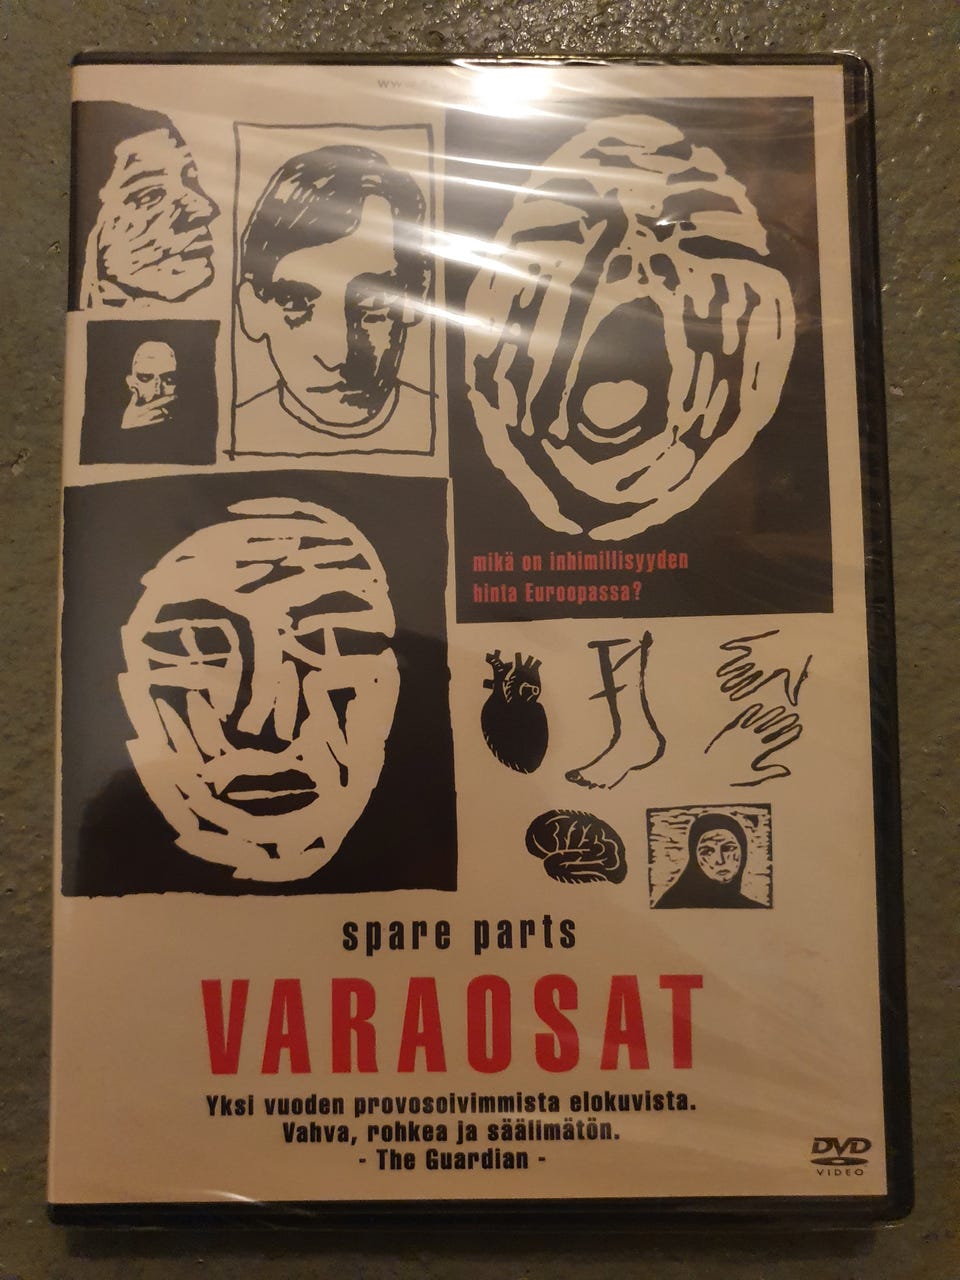 mikä on inhimillisyyden
hinta Euroopassa?
spare parts
VARAOSAT
Yksi vuoden provosoivimmista elokuvista.
Vahva, rohkea ja säälimätön.
- The Guardian -
DVD
VIDEO